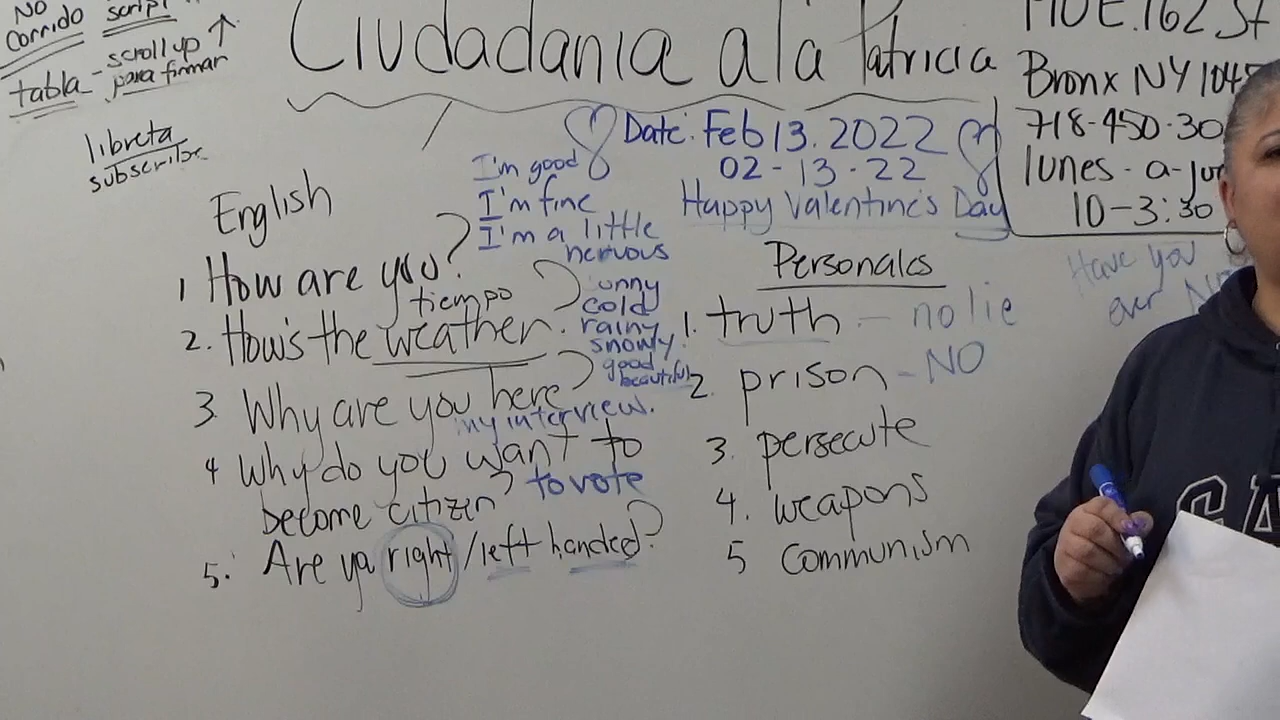 No script
Corrido
scroll up ↑
tabla - para firmar
libreta
subscribe
Ciudadania a la Patricia
Bronx NY 1045
718-450-30
lunes - a - ju
10-3:30
Date: Feb 13. 2022
02-13-22
Happy Valentine's Day
English
1 How are you?
I'm good
I'm fine
I'm a little
nervous
tiempo
2. How's the weather.
sunny
cold
rainy
snowy
good
beautiful
3. Why are you here
my interview.
4 Why do you want to
become citizen? to vote
5. Are ya right / left handed?
Personales
1. truth - no lie
2. prison - NO
3. persecute
4. weapons
5 Communism
Have you
ever
GA